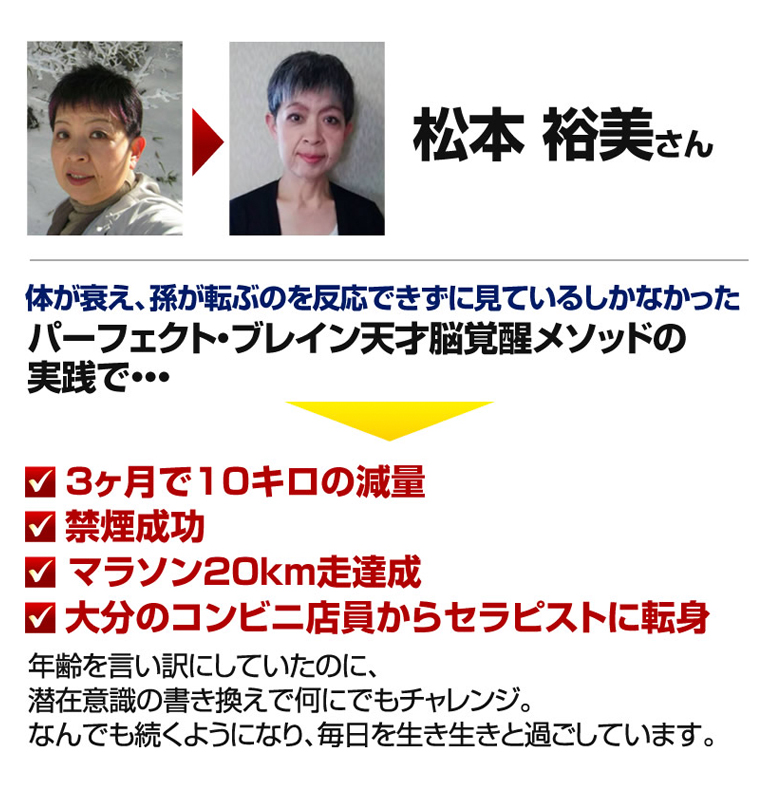 松本 裕美さん
体が衰え、孫が転ぶのを反応できずに見ているしかなかった
パーフェクト・ブレイン天才脳覚醒メソッドの
実践で・・・
3ヶ月で10キロの減量
禁煙成功
マラソン20km走達成
大分のコンビニ店員からセラピストに転身
年齢を言い訳にしていたのに、
潜在意識の書き換えで何にでもチャレンジ。
なんでも続くようになり、毎日を生き生きと過ごしています。